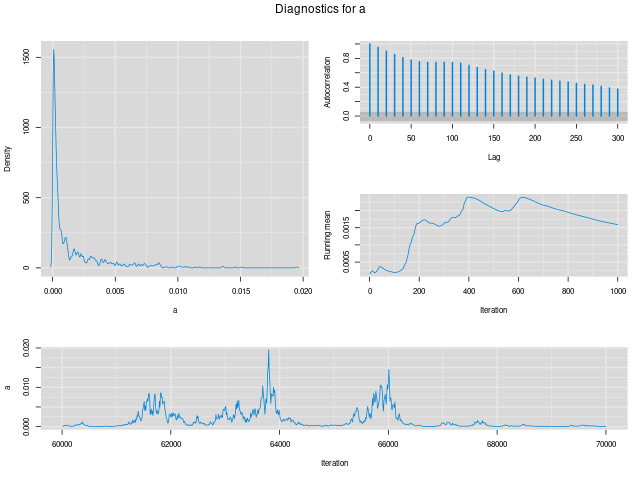 Diagnostics for a
Density
1500
1000
500
0
0.000 0.005 0.010 0.015 0.020
a
Autocorrelation
0.8
0.4
0.0
0 50 100 150 200 250 300
Lag
Running mean
0.0015
0.0005
0 200 400 600 800 1000
Iteration
a
0.020
0.010
0.000
60000 62000 64000 66000 68000 70000
Iteration